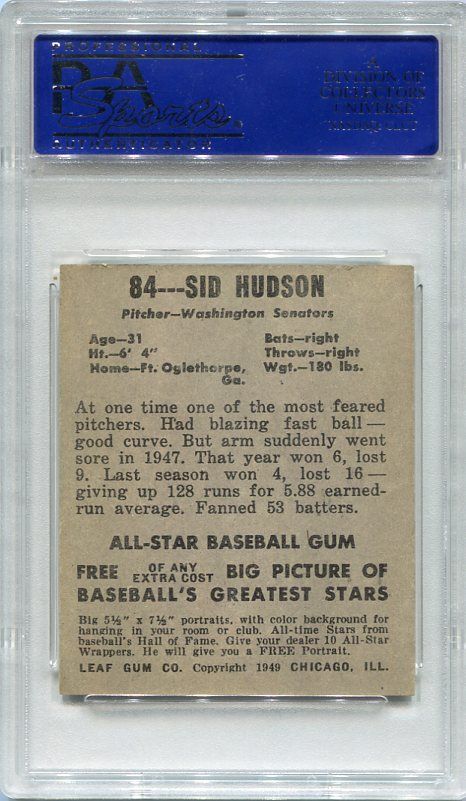 PROFESSIONAL
PSA
Sports
AUTHENTICATOR
A
DIVISION OF
COLLECTORS
UNIVERSE
NASDAQ: CLCT
84---SID HUDSON
Pitcher—Washington Senators
Age—31 Bats—right
Ht.—6' 4" Throws—right
Home—Ft. Oglethorpe, Wgt.—180 lbs.
Ga.
At one time one of the most feared
pitchers. Had blazing fast ball—
good curve. But arm suddenly went
sore in 1947. That year won 6, lost
9. Last season won 4, lost 16—
giving up 128 runs for 5.88 earned-
run average. Fanned 53 batters.
ALL-STAR BASEBALL GUM
FREE OF ANY EXTRA COST BIG PICTURE OF
BASEBALL'S GREATEST STARS
Big 5½" x 7½" portraits, with color background for
hanging in your room or club. All-time Stars from
baseball's Hall of Fame. Give your dealer 10 All-Star
Wrappers. He will give you a FREE Portrait.
LEAF GUM CO. Copyright 1949 CHICAGO, ILL.